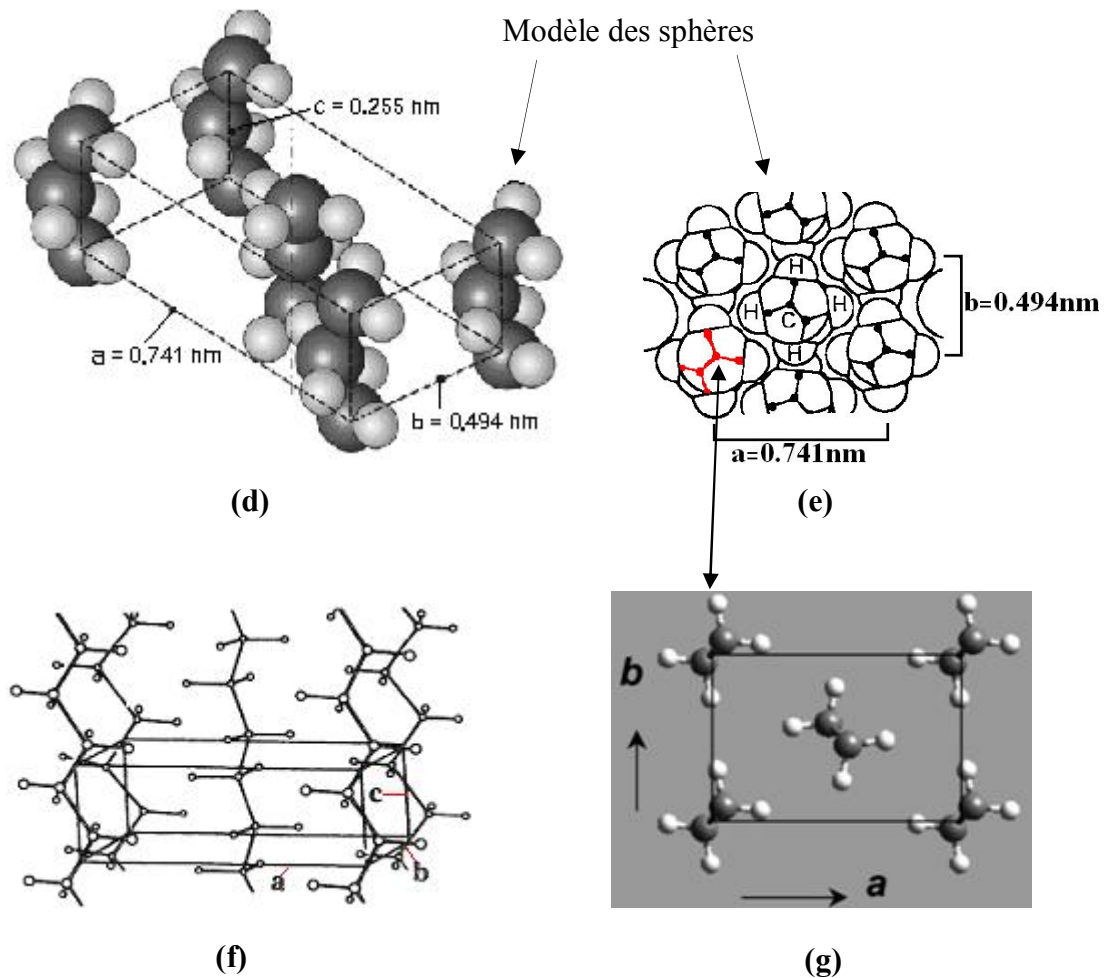 Modèle des sphères
c = 0.255 nm
a = 0.741 nm
b = 0.494 nm
(d)
H
H
H
C
H
b=0.494nm
a=0.741nm
(e)
c
a
b
(f)
b
a
(g)